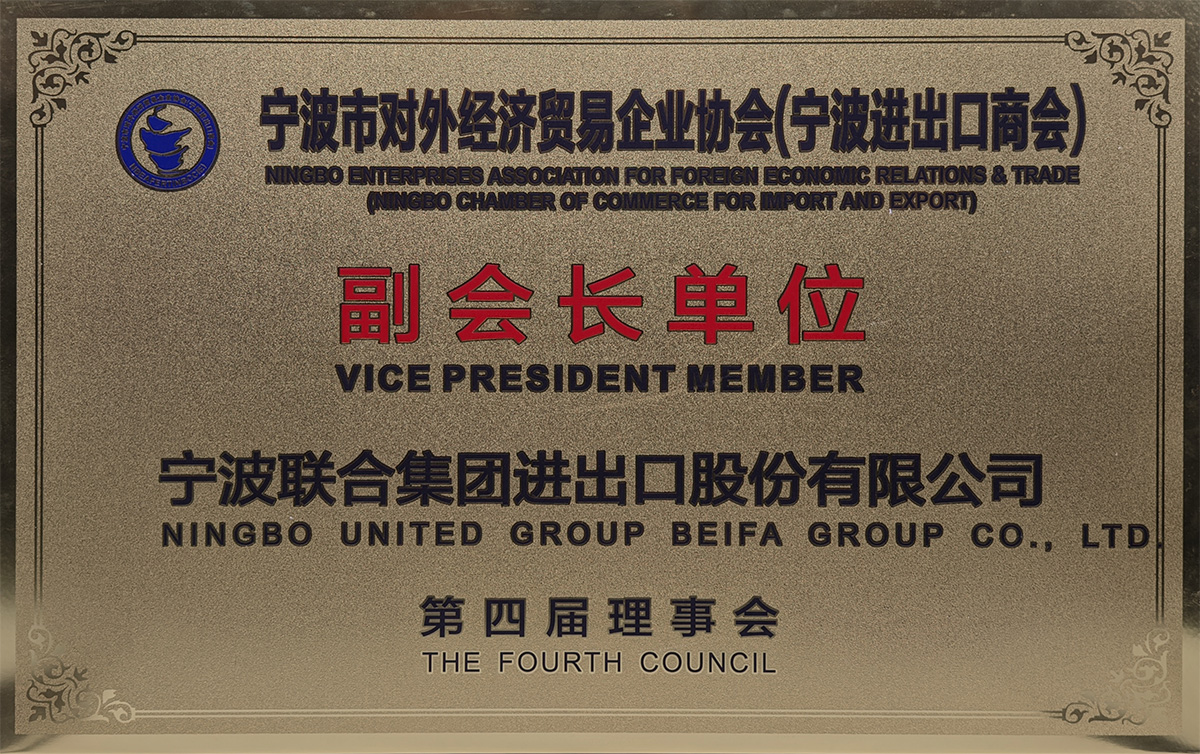 宁波市对外经济贸易企业协会(宁波进出口商会)
NINGBO ENTERPRISES ASSOCIATION FOR FOREIGN ECONOMIC RELATIONS & TRADE
(NINGBO CHAMBER OF COMMERCE FOR IMPORT AND EXPORT)
副会长单位
VICE PRESIDENT MEMBER
宁波联合集团进出口股份有限公司
NINGBO UNITED GROUP BEIFA GROUP CO., LTD.
第四届理事会
THE FOURTH COUNCIL